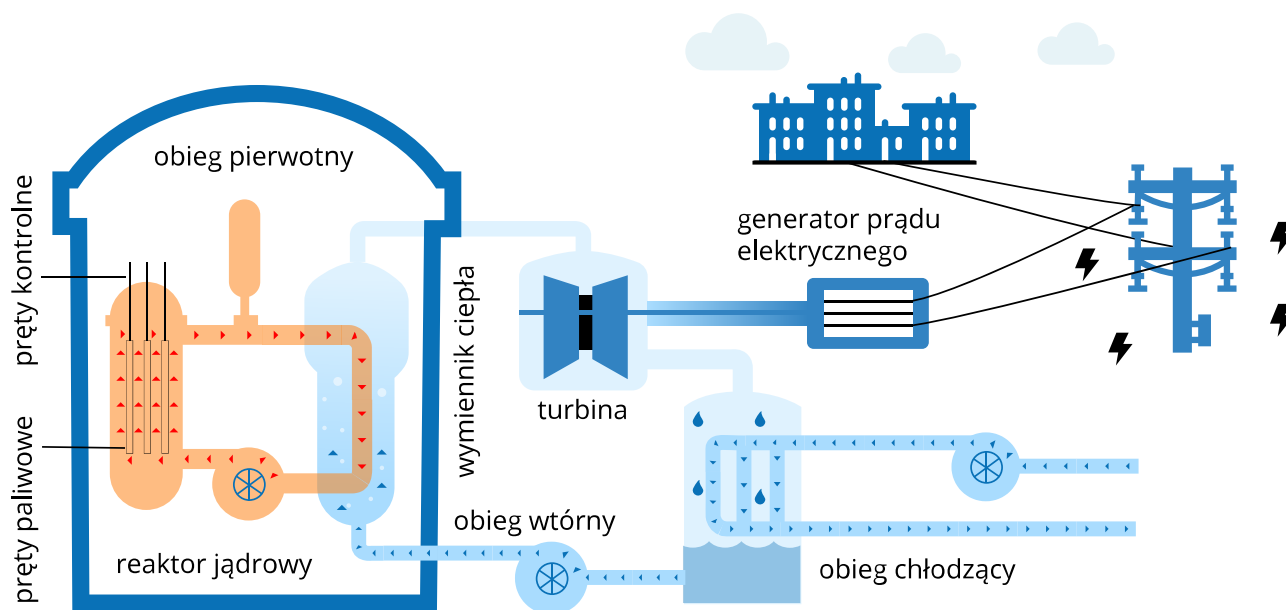 obieg pierwotny
pręty kontrolne
pręty paliwowe
reaktor jądrowy
wymiennik ciepła
obieg wtórny
turbina
generator prądu
elektrycznego
obieg chłodzący